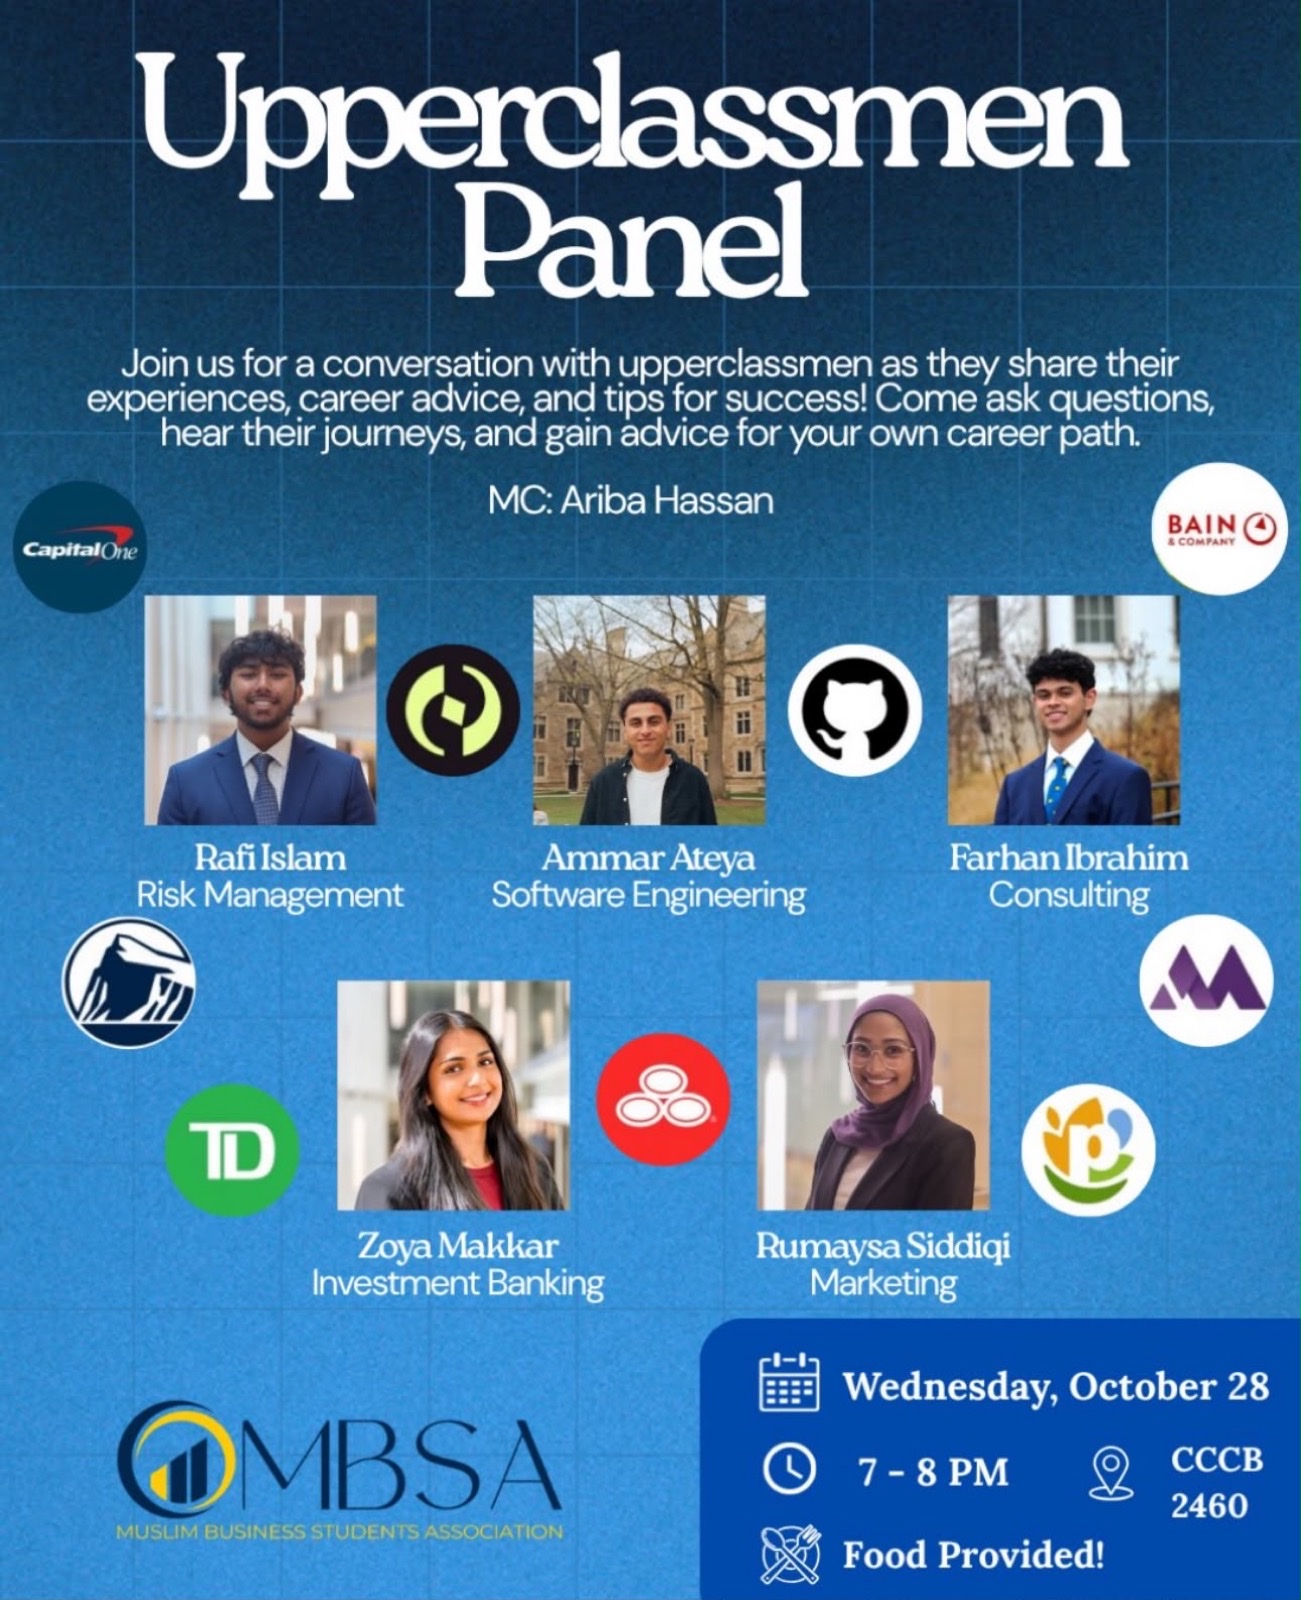 Upperclassmen
Panel
Join us for a conversation with upperclassmen as they share their
experiences, career advice, and tips for success! Come ask questions,
hear their journeys, and gain advice for your own career path.
MC: Ariba Hassan
CapitalOne
BAIN
& COMPANY
Rafi Islam
Risk Management
Ammar Ateya
Software Engineering
Farhan Ibrahim
Consulting
TD
p
Zoya Makkar
Investment Banking
Rumaysa Siddiqi
Marketing
Wednesday, October 28
7 - 8 PM
CCCB
2460
Food Provided!
MBSA
MUSLIM BUSINESS STUDENTS ASSOCIATION